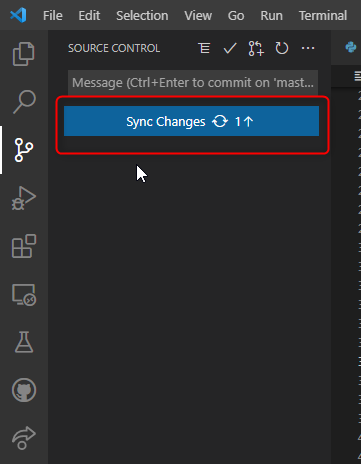 File Edit Selection View Go Run Terminal
SOURCE CONTROL
Message (Ctrl+Enter to commit on 'mast...
Sync Changes 1↑